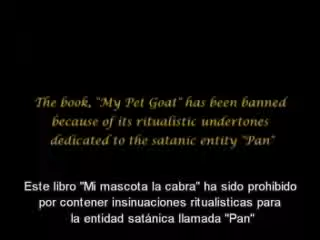 The book, "My Pet Goat" has been banned
because of its ritualistic undertones
dedicated to the satanic entity "Pan"
Este libro "Mi mascota la cabra" ha sido prohibido
por contener insinuaciones ritualisticas para
la entidad satánica llamada "Pan"